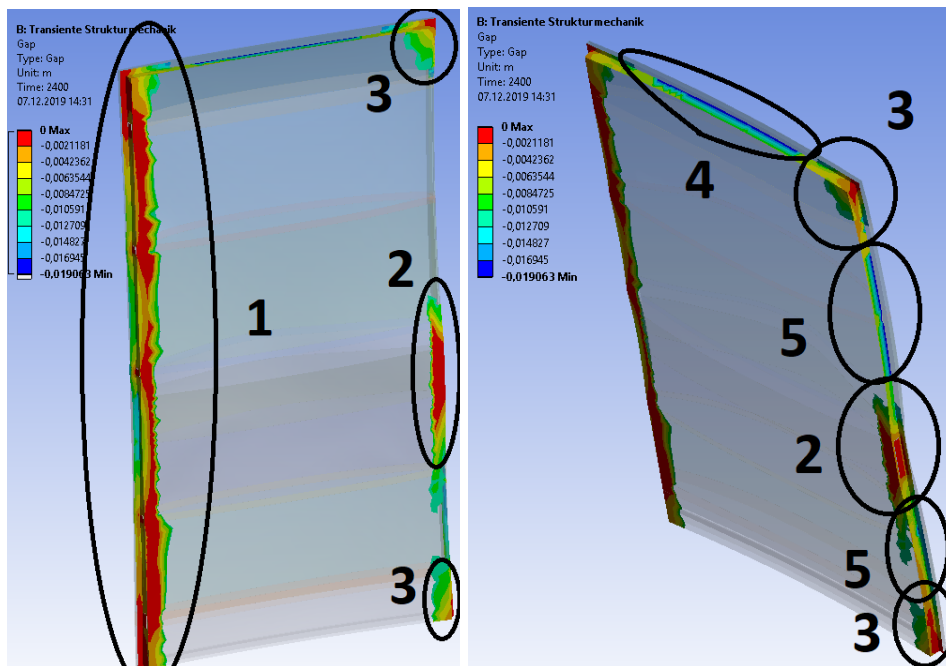 B: Transiente Strukturmechanik
Gap
Type: Gap
Unit: m
Time: 2400
07.12.2019 14:31
0 Max
-0,0021181
-0,0042362
-0,0063544
-0,0084725
-0,010591
-0,012709
-0,014827
-0,016945
-0,019063 Min
3
2
1
3
B: Transiente Strukturmechanik
Gap
Type: Gap
Unit: m
Time: 2400
07.12.2019 14:31
0 Max
-0,0021181
-0,0042362
-0,0063544
-0,0084725
-0,010591
-0,012709
-0,014827
-0,016945
-0,019063 Min
3
4
5
2
5
3